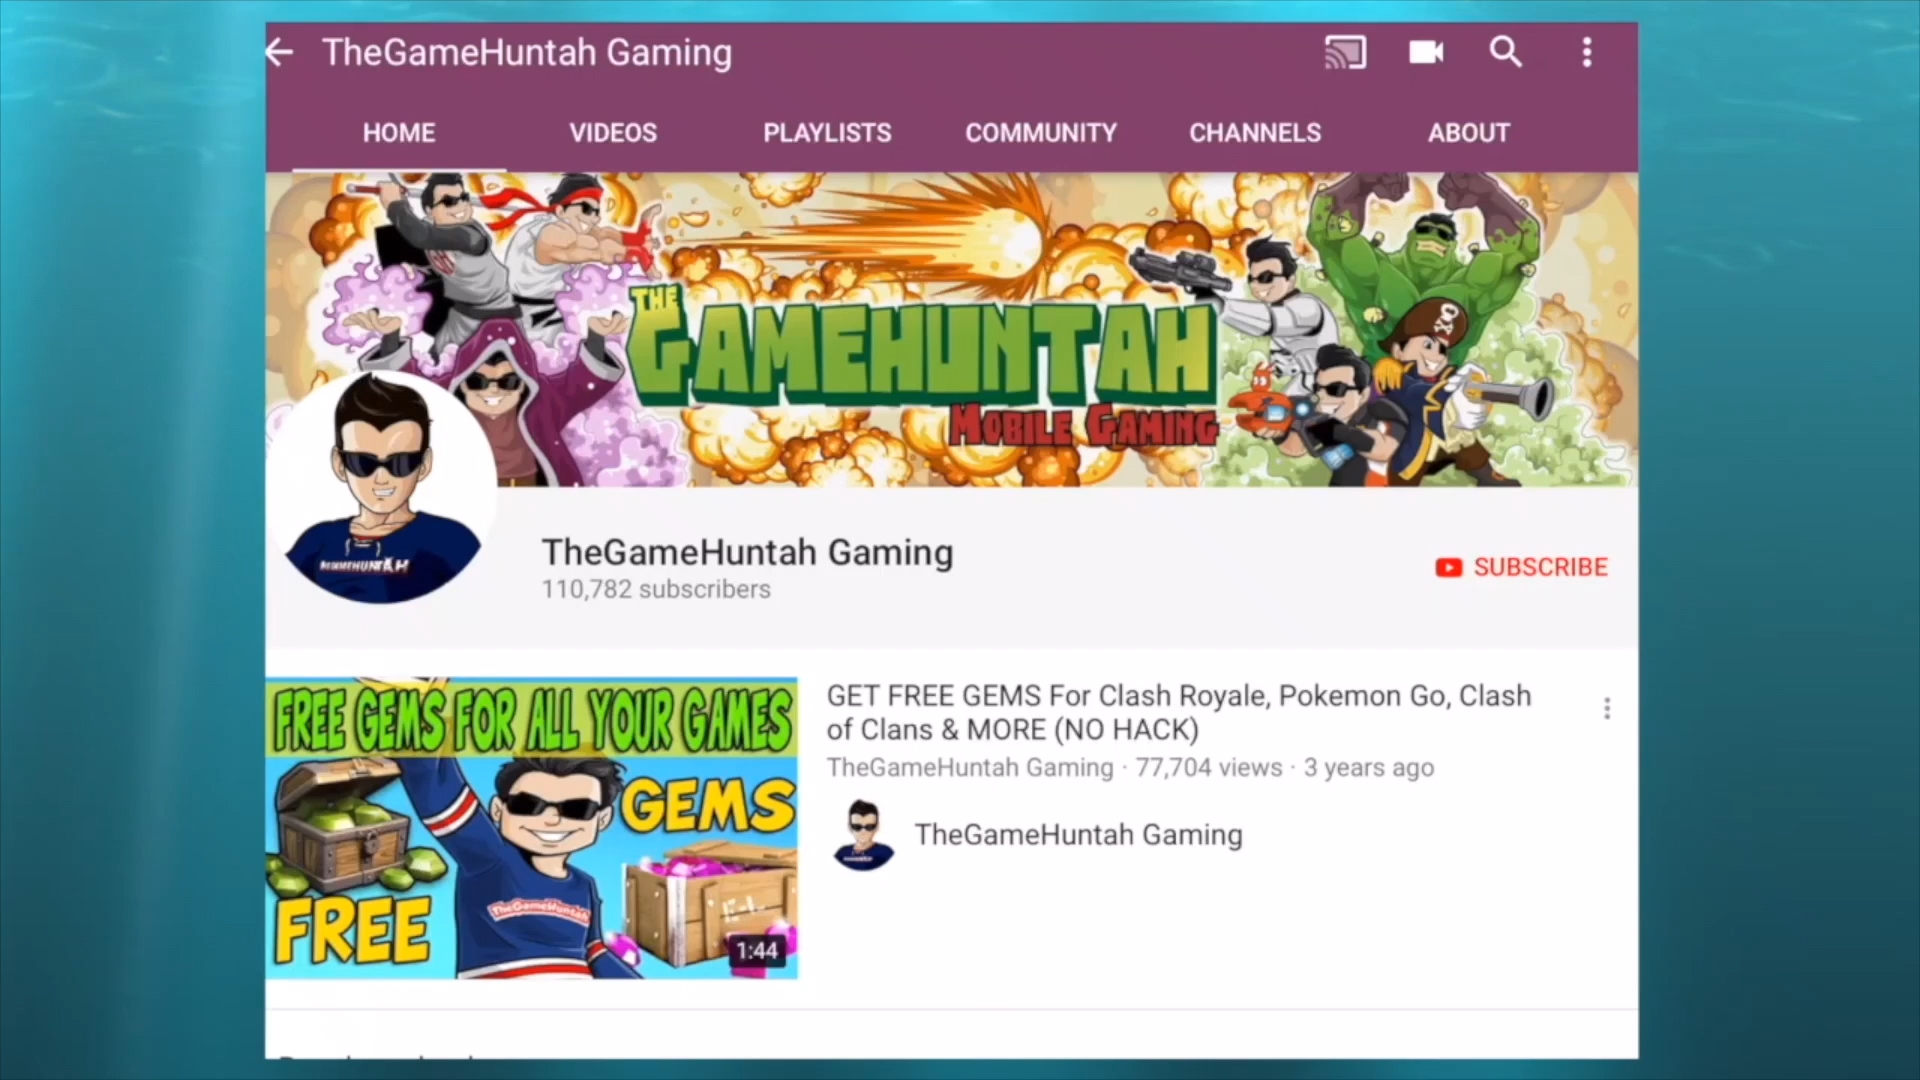 TheGameHuntah Gaming
HOME VIDEOS PLAYLISTS COMMUNITY CHANNELS ABOUT
THE
GAMEHUNTAH
MOBILE GAMING
TheGameHuntah Gaming
110,782 subscribers
SUBSCRIBE
FREE GEMS FOR ALL YOUR GAMES
GEMS
FREE
TheGameHuntah
1:44
GET FREE GEMS For Clash Royale, Pokemon Go, Clash
of Clans & MORE (NO HACK)
TheGameHuntah Gaming · 77,704 views · 3 years ago
TheGameHuntah Gaming